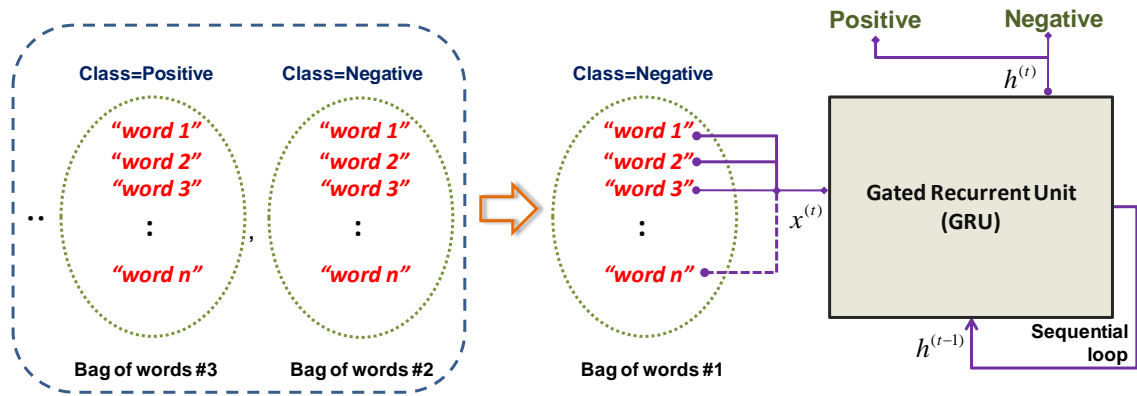 Positive
Negative
Class=Positive
Class=Negative
Class=Negative
h^{(t)}
“word 1”
“word 2”
“word 3”
:
“word n”
“word 1”
“word 2”
“word 3”
:
“word n”
“word 1”
“word 2”
“word 3”
:
“word n”
..
,
x^{(t)}
Gated Recurrent Unit
(GRU)
h^{(t-1)}
Sequential
loop
Bag of words #3
Bag of words #2
Bag of words #1